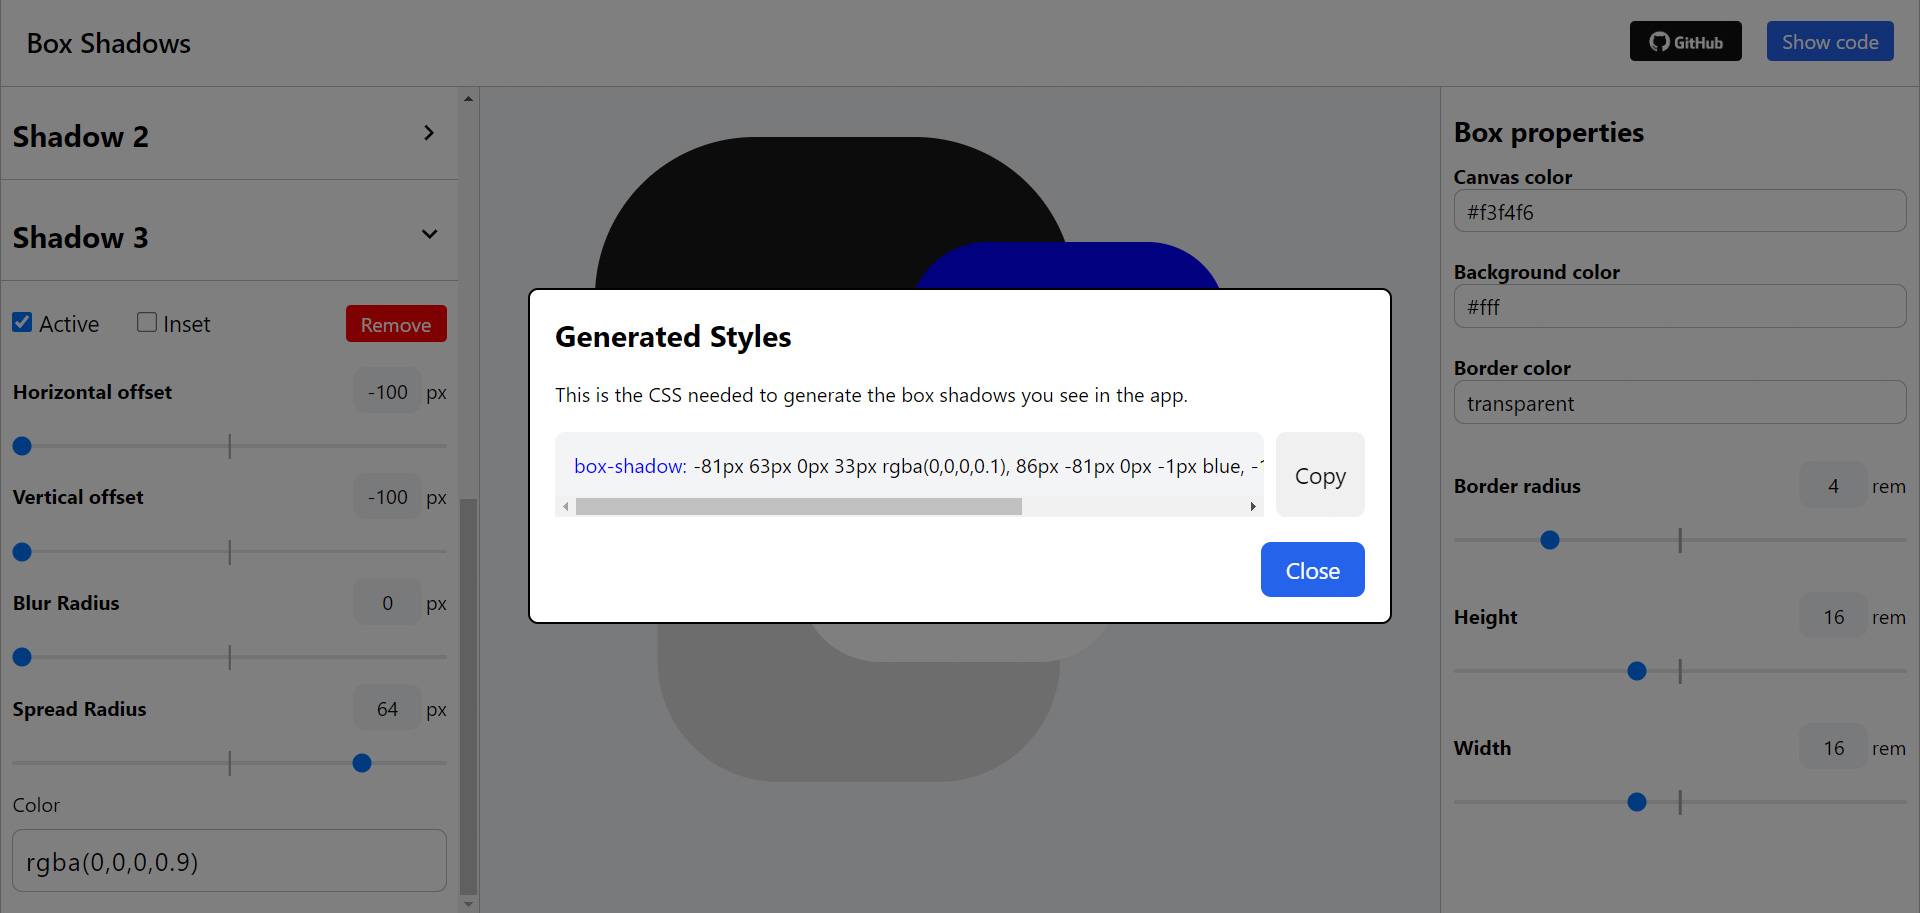 Box Shadows
GitHub
Show code
Shadow 2
Shadow 3
Active
Inset
Remove
Horizontal offset
-100 px
Vertical offset
-100 px
Blur Radius
0 px
Spread Radius
64 px
Color
rgba(0,0,0,0.9)
Generated Styles
This is the CSS needed to generate the box shadows you see in the app.
box-shadow: -81px 63px 0px 33px rgba(0,0,0,0.1), 86px -81px 0px -1px blue,
Copy
Close
Box properties
Canvas color
#f3f4f6
Background color
#fff
Border color
transparent
Border radius
4 rem
Height
16 rem
Width
16 rem